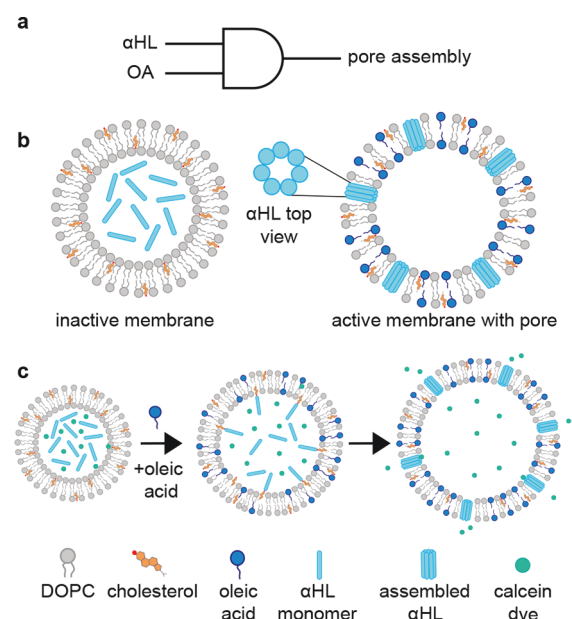 a
αHL
OA
pore assembly
b
αHL top
view
inactive membrane
active membrane with pore
c
+oleic
acid
DOPC
cholesterol
oleic
acid
αHL
monomer
assembled
αHL
calcein
dye